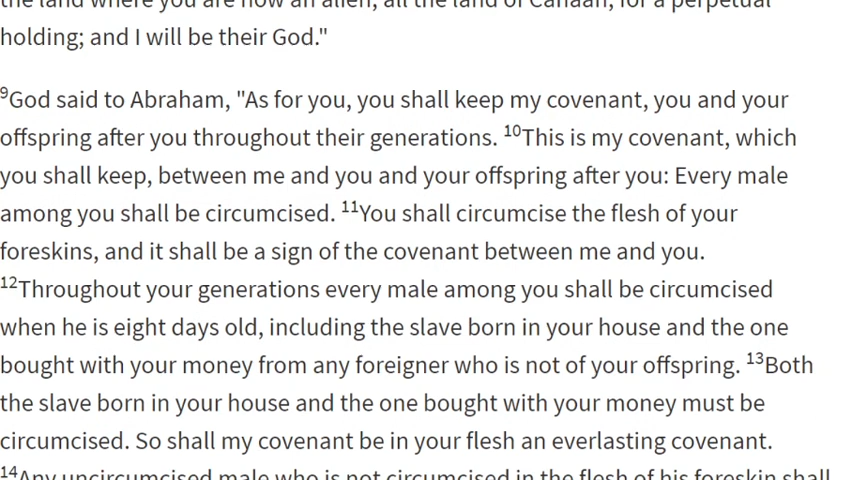 the land where you are now an alien, all the land of Canaan, for a perpetual
holding; and I will be their God."
⁹God said to Abraham, "As for you, you shall keep my covenant, you and your
offspring after you throughout their generations. ¹⁰This is my covenant, which
you shall keep, between me and you and your offspring after you: Every male
among you shall be circumcised. ¹¹You shall circumcise the flesh of your
foreskins, and it shall be a sign of the covenant between me and you.
¹²Throughout your generations every male among you shall be circumcised
when he is eight days old, including the slave born in your house and the one
bought with your money from any foreigner who is not of your offspring. ¹³Both
the slave born in your house and the one bought with your money must be
circumcised. So shall my covenant be in your flesh an everlasting covenant.
¹⁴Any uncircumcised male who is not circumcised in the flesh of his foreskin shall